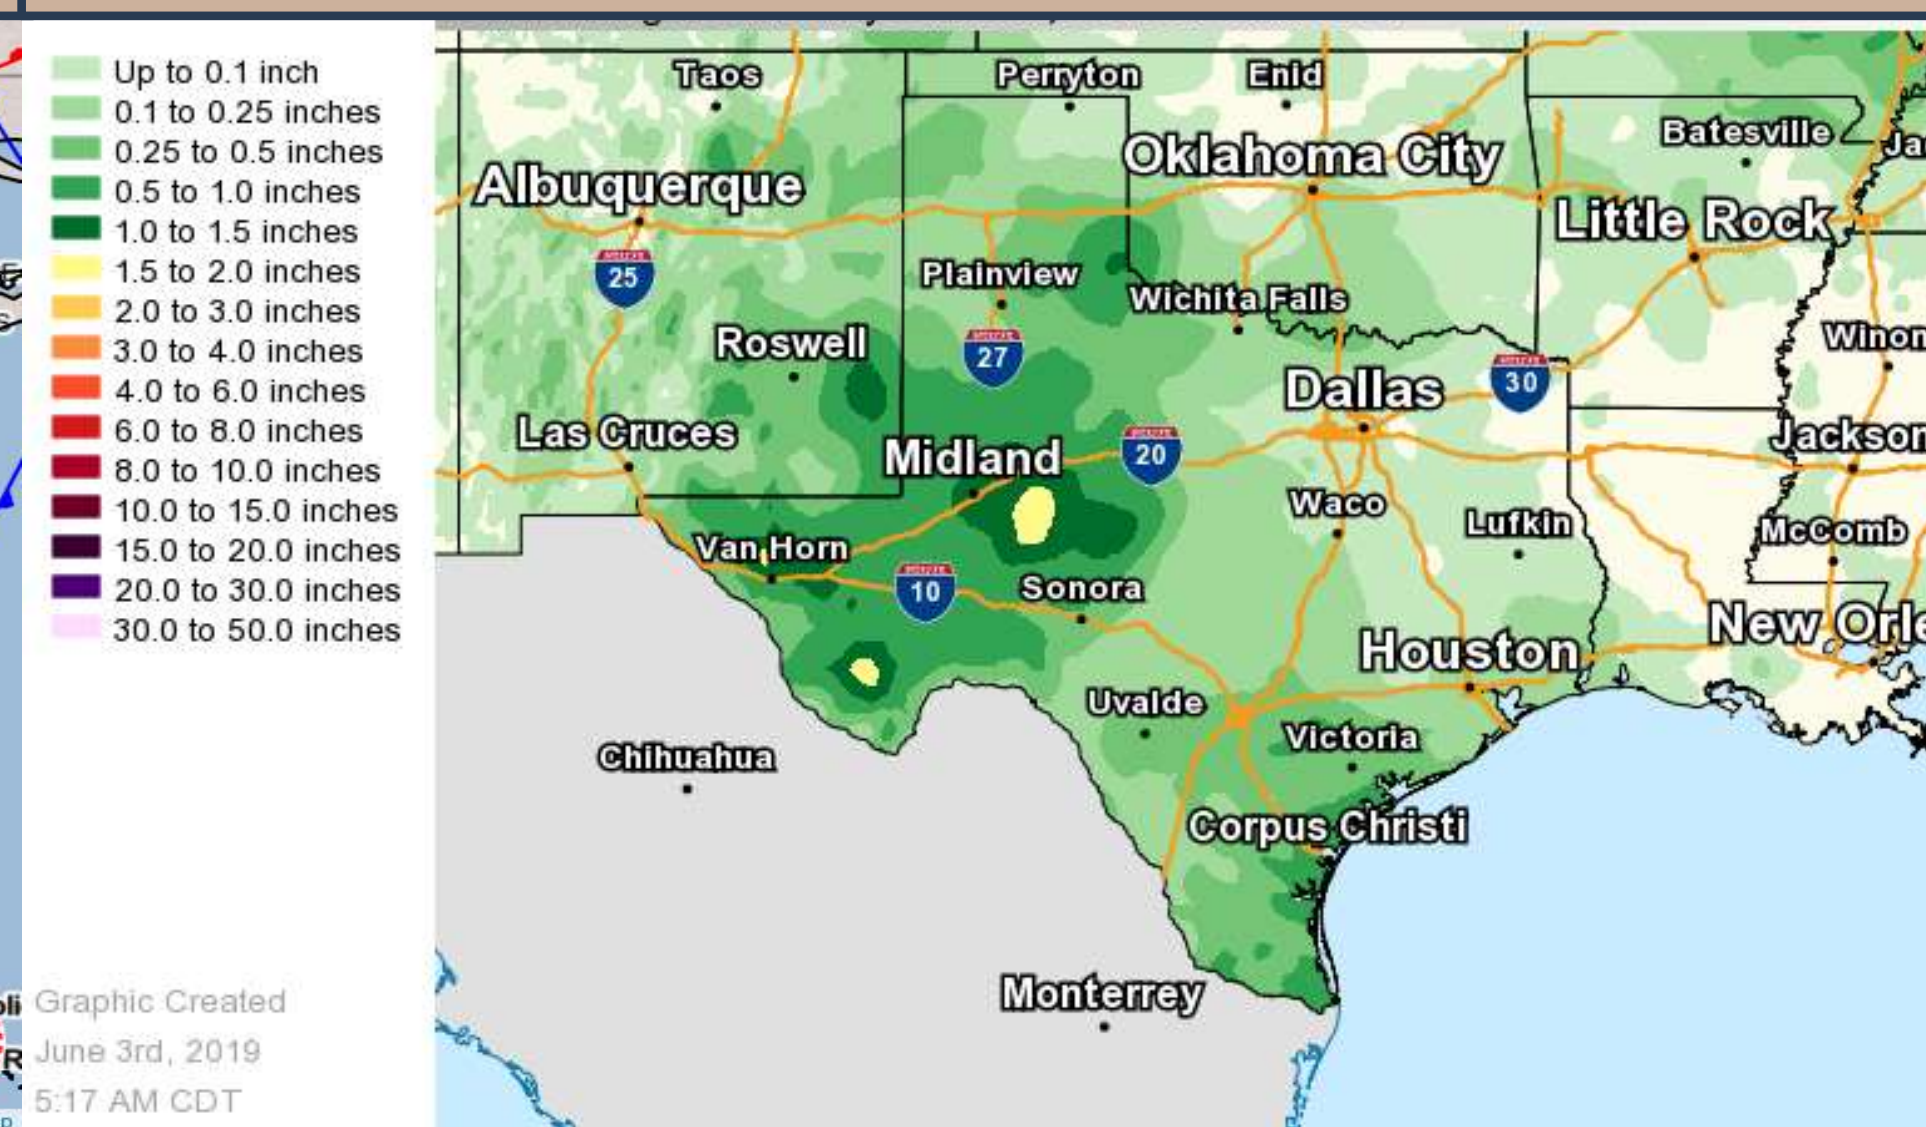 Up to 0.1 inch
0.1 to 0.25 inches
0.25 to 0.5 inches
0.5 to 1.0 inches
1.0 to 1.5 inches
1.5 to 2.0 inches
2.0 to 3.0 inches
3.0 to 4.0 inches
4.0 to 6.0 inches
6.0 to 8.0 inches
8.0 to 10.0 inches
10.0 to 15.0 inches
15.0 to 20.0 inches
20.0 to 30.0 inches
30.0 to 50.0 inches
Graphic Created
June 3rd, 2019
5:17 AM CDT
Taos
Perryton
Enid
Batesville
Oklahoma City
Albuquerque
Little Rock
25
Plainview
Wichita Falls
Roswell
27
Dallas
30
Las Cruces
Midland
20
Jackson
Waco
Lufkin
McComb
Van Horn
10
Sonora
New Orle
Houston
Uvalde
Victoria
Chihuahua
Corpus Christi
Monterrey